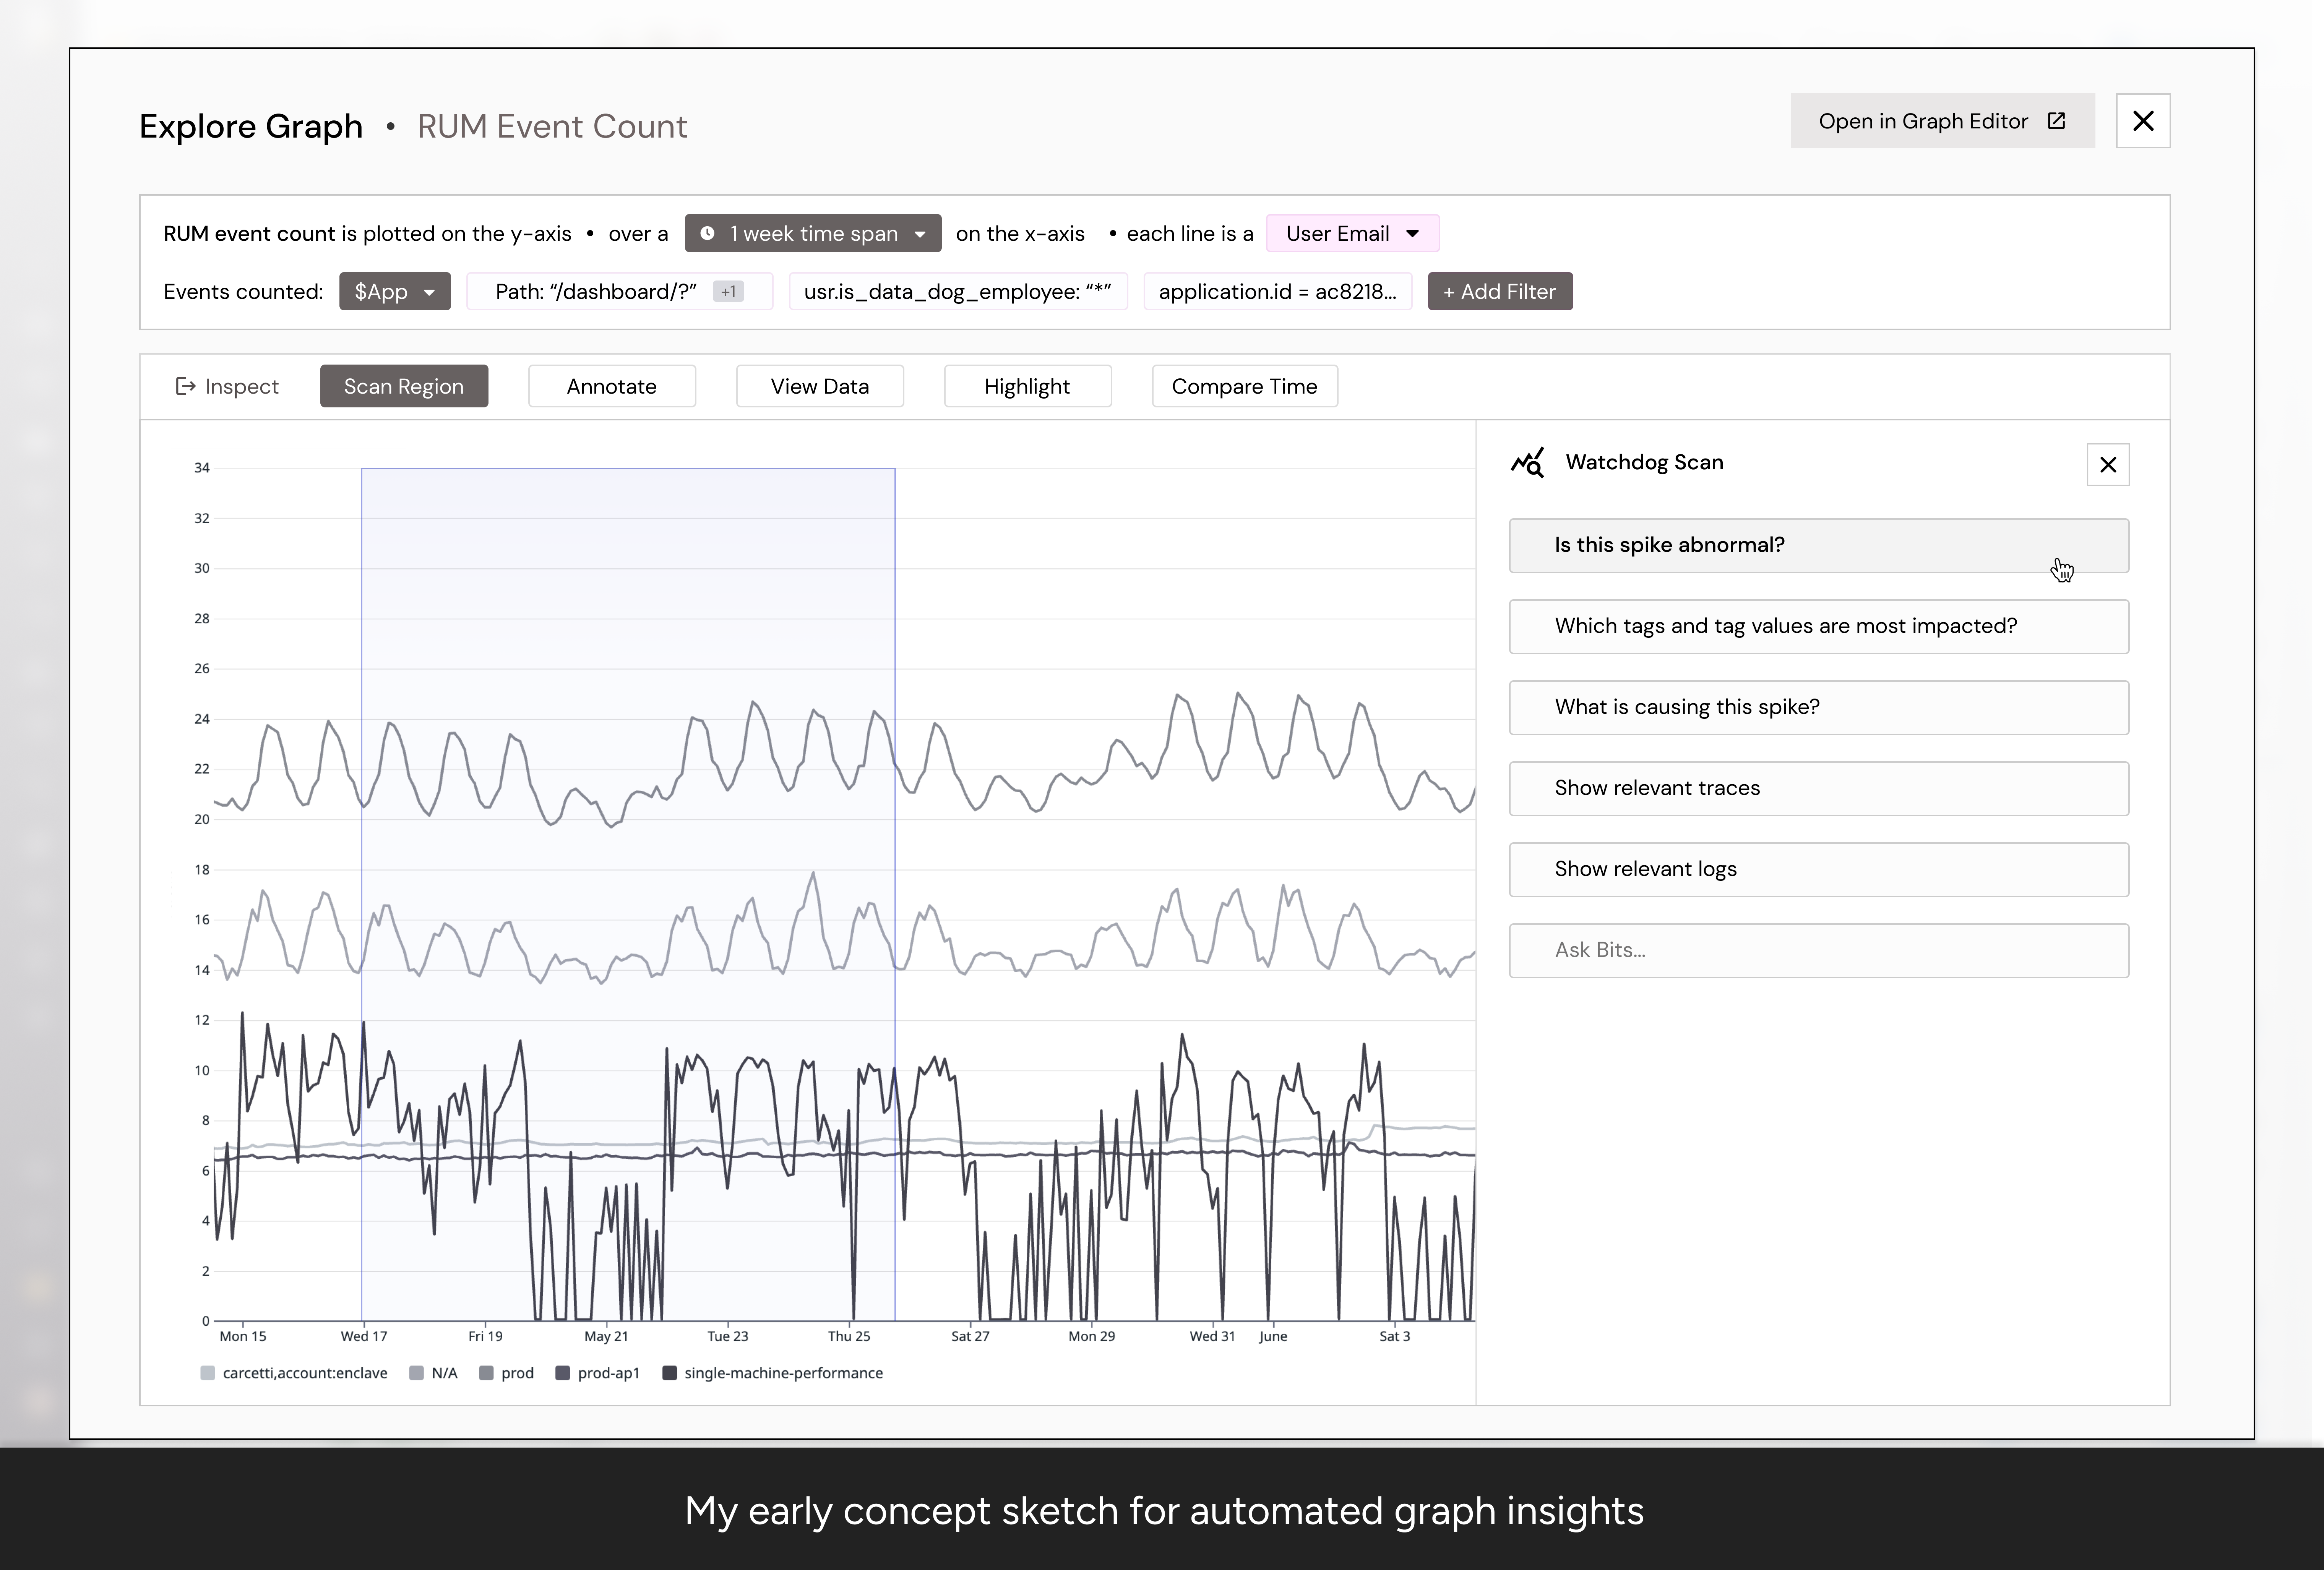 Explore Graph • RUM Event Count
Open in Graph Editor
RUM event count is plotted on the y-axis • over a 1 week time span on the x-axis • each line is a User Email
Events counted: $App Path: “/dashboard/?” +1 usr.is_data_dog_employee: “*” application.id = ac8218... + Add Filter
Inspect Scan Region Annotate View Data Highlight Compare Time
34
32
30
28
26
24
22
20
18
16
14
12
10
8
6
4
2
0
Mon 15 Wed 17 Fri 19 May 21 Tue 23 Thu 25 Sat 27 Mon 29 Wed 31 June Sat 3
carcetti,account:enclave N/A prod prod-ap1 single-machine-performance
Watchdog Scan
Is this spike abnormal?
Which tags and tag values are most impacted?
What is causing this spike?
Show relevant traces
Show relevant logs
Ask Bits...
My early concept sketch for automated graph insights